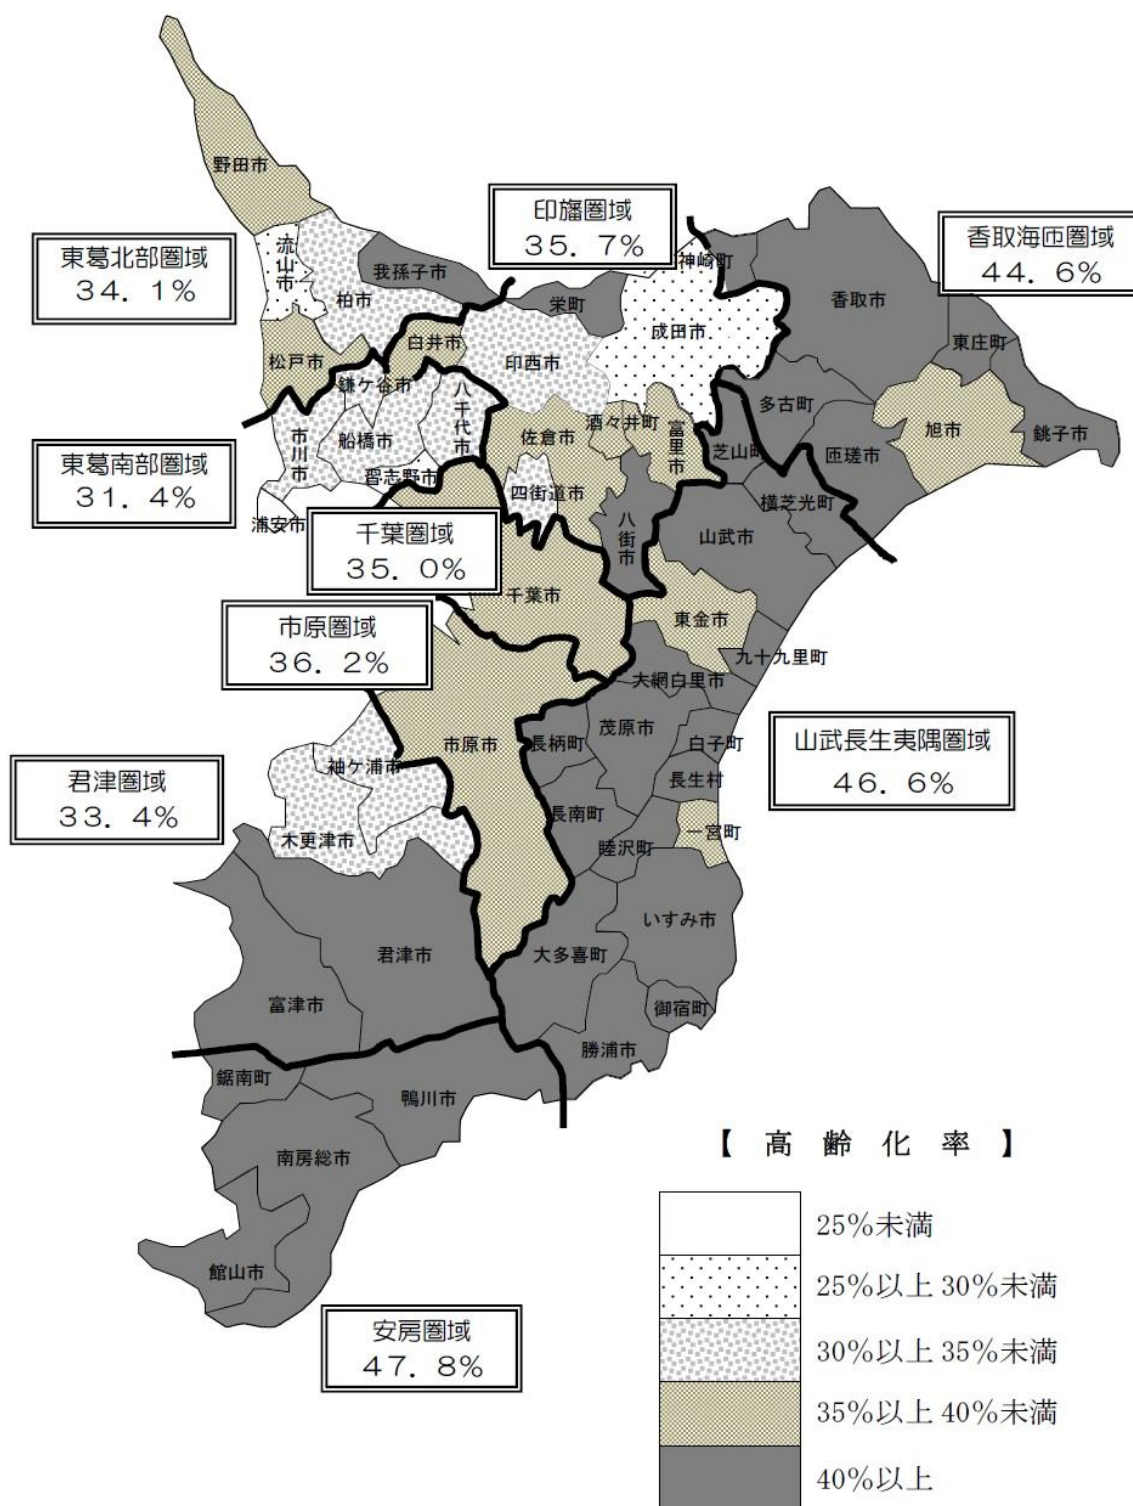 野田市
印旛圏域
35．7％
香取海匝圏域
44．6％
東葛北部圏域
34．1％
流山市
柏市
我孫子市
栄町
神崎町
香取市
成田市
東庄町
松戸市
白井市
印西市
鎌ケ谷市
八千代市
多古町
旭市
銚子市
市川市
船橋市
佐倉市
酒々井町
富里市
芝山町
匝瑳市
東葛南部圏域
31．4％
習志野市
四街道市
八街市
横芝光町
山武市
浦安市
千葉圏域
35．0％
千葉市
東金市
市原圏域
36．2％
九十九里町
大網白里市
市原市
長柄町
茂原市
白子町
山武長生夷隅圏域
46．6％
袖ケ浦市
長生村
君津圏域
33．4％
木更津市
長南町
睦沢町
一宮町
いすみ市
君津市
大多喜町
富津市
御宿町
勝浦市
鋸南町
鴨川市
南房総市
館山市
安房圏域
47．8％
【 高 齢 化 率 】
25％未満
25％以上 30％未満
30％以上 35％未満
35％以上 40％未満
40％以上